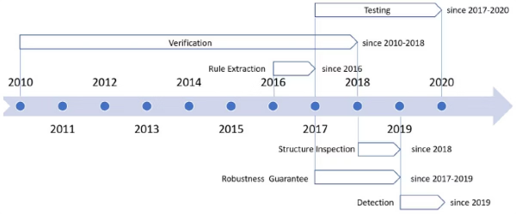 Testing since 2017-2020
Verification since 2010-2018
Rule Extraction since 2016
2010 2012 2014 2016 2018 2020
2011 2013 2015 2017 2019
Structure Inspection since 2018
Robustness Guarantee since 2017-2019
Detection since 2019